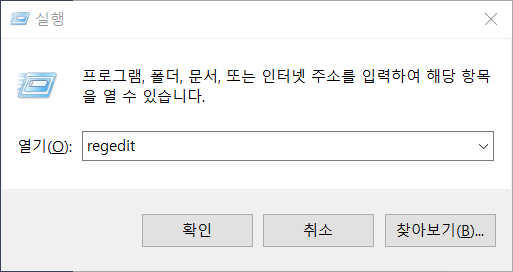 실행
프로그램, 폴더, 문서, 또는 인터넷 주소를 입력하여 해당 항목
을 열 수 있습니다.
열기(O): regedit
확인 취소 찾아보기(B)...